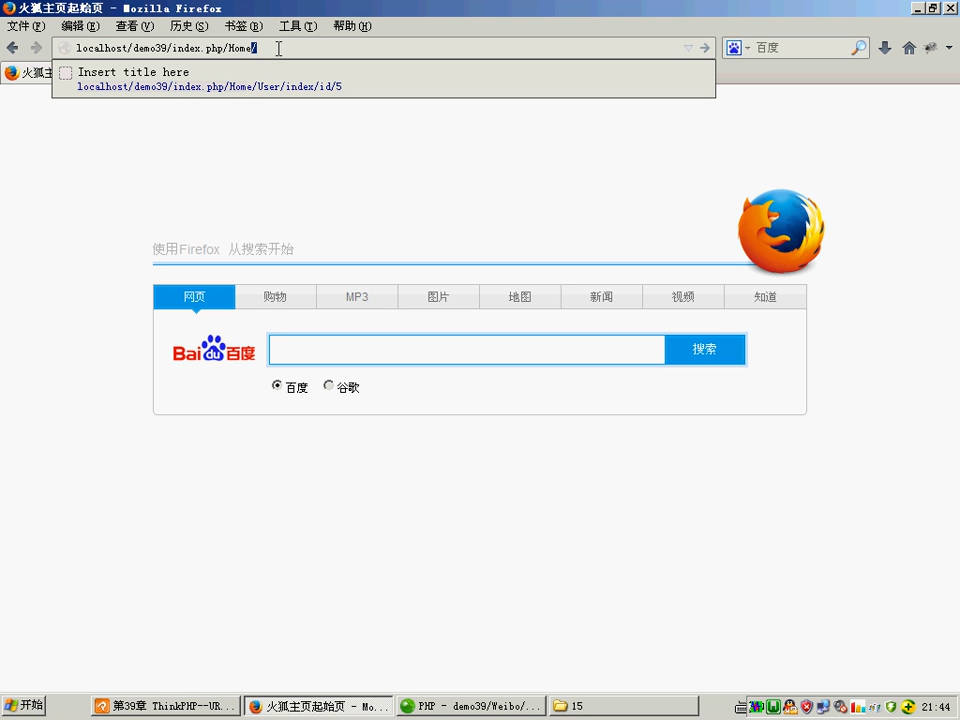 火狐主页起始页 - Mozilla Firefox
文件(F) 编辑(E) 查看(V) 历史(S) 书签(B) 工具(T) 帮助(H)
localhost/demo39/index.php/Home/
百度
火狐主
Insert title here
localhost/demo39/index.php/Home/User/index/id/5
使用Firefox 从搜索开始
网页 购物 MP3 图片 地图 新闻 视频 知道
Bai du 百度
搜索
百度 谷歌
开始 第39章 ThinkPHP--UR... 火狐主页起始页 - Mo... PHP - demo39/Weibo/... 15 21:44